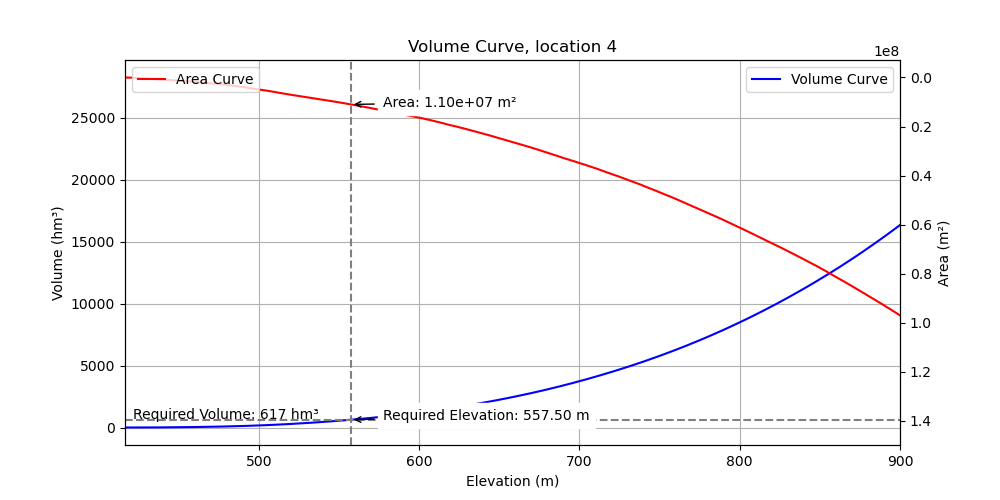 Volume Curve, location 4
1e8
Area Curve
Volume Curve
Area: 1.10e+07 m²
Required Volume: 617 hm³
Required Elevation: 557.50 m
Volume (hm³)
25000
20000
15000
10000
5000
0
Area (m²)
0.0
0.2
0.4
0.6
0.8
1.0
1.2
1.4
500 600 700 800 900
Elevation (m)